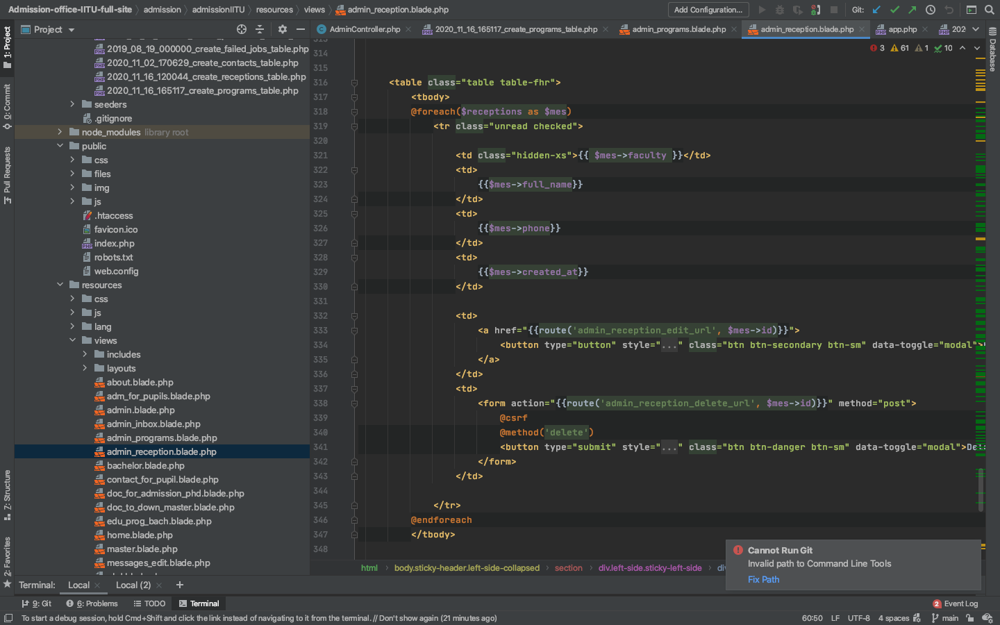 Admission-office-IITU-full-site admission admissionIITU resources views admin_reception.blade.php Add Configuration... Git:
1: Project
0: Commit
Pull Requests
Z: Structure
2: Favorites
Project
2019_08_19_000000_create_failed_jobs_table.php
2020_11_02_170629_create_contacts_table.php
2020_11_16_120044_create_receptions_table.php
2020_11_16_165117_create_programs_table.php
seeders
.gitignore
node_modules library root
public
css
files
img
js
.htaccess
favicon.ico
index.php
robots.txt
web.config
resources
css
js
lang
views
includes
layouts
about.blade.php
adm_for_pupils.blade.php
admin.blade.php
admin_inbox.blade.php
admin_programs.blade.php
admin_reception.blade.php
bachelor.blade.php
contact_for_pupil.blade.php
doc_for_admission_phd.blade.php
doc_to_down_master.blade.php
edu_prog_bach.blade.php
home.blade.php
master.blade.php
messages_edit.blade.php
AdminController.php 2020_11_16_165117_create_programs_table.php admin_programs.blade.php admin_reception.blade.php app.php 202
3 61 1 10
Database
313
314
315
316 <table class="table table-fhr">
317 <tbody>
318 @foreach($receptions as $mes)
319 <tr class="unread checked">
320
321 <td class="hidden-xs">{{ $mes->faculty }}</td>
322 <td>
323 {{$mes->full_name}}
324 </td>
325 <td>
326 {{$mes->phone}}
327 </td>
328 <td>
329 {{$mes->created_at}}
330 </td>
331
332 <td>
333 <a href="{{route('admin_reception_edit_url', $mes->id)}}">
334 <button type="button" style="..." class="btn btn-secondary btn-sm" data-toggle="modal">
335 </a>
336 </td>
337 <td>
338 <form action="{{route('admin_reception_delete_url', $mes->id)}}" method="post">
339 @csrf
340 @method('delete')
341 <button type="submit" style="..." class="btn btn-danger btn-sm" data-toggle="modal">Dele
342 </form>
343 </td>
344
345 </tr>
346 @endforeach
347 </tbody>
348
html body.sticky-header.left-side-collapsed section div.left-side.sticky-left-side di
Cannot Run Git
Invalid path to Command Line Tools
Fix Path
Terminal: Local Local (2) +
9: Git 6: Problems TODO Terminal 2 Event Log
To start a debug session, hold Cmd+Shift and click the link instead of navigating to it from the terminal. // Don't show again (21 minutes ago) 60:50 LF UTF-8 4 spaces main